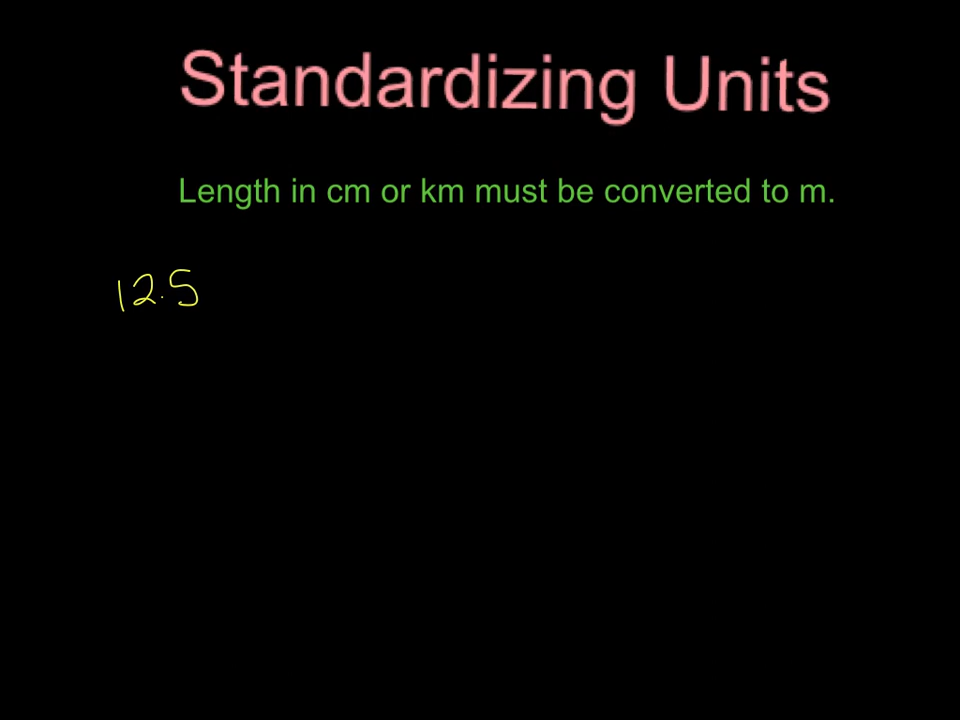 Standardizing Units
Length in cm or km must be converted to m.
12.5